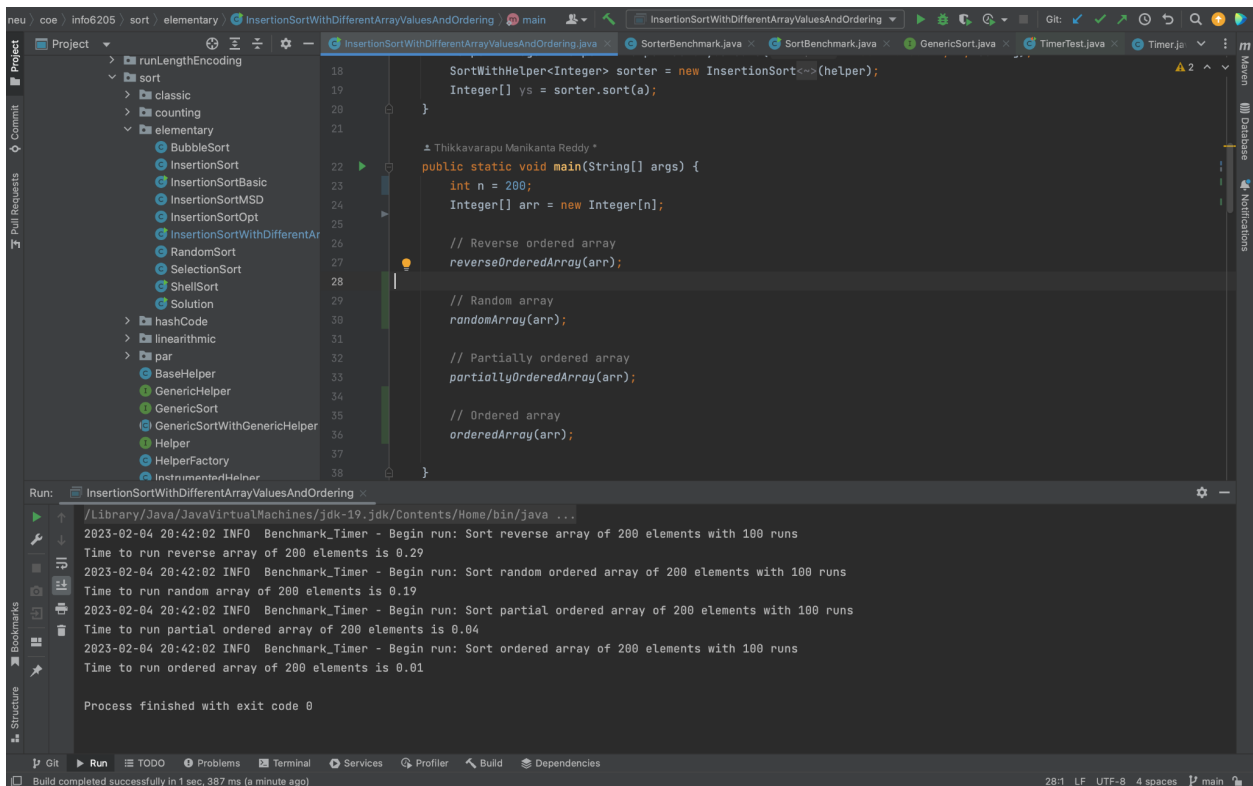 neu 〉 coe 〉 info6205 〉 sort 〉 elementary 〉 InsertionSortWithDifferentArrayValuesAndOrdering 〉 main
InsertionSortWithDifferentArrayValuesAndOrdering
Git:
Project
InsertionSortWithDifferentArrayValuesAndOrdering.java
SorterBenchmark.java
SortBenchmark.java
GenericSort.java
TimerTest.java
Timer.ja
Project
Commit
Pull Requests
Bookmarks
Structure
runLengthEncoding
sort
classic
counting
elementary
BubbleSort
InsertionSort
InsertionSortBasic
InsertionSortMSD
InsertionSortOpt
InsertionSortWithDifferentAr
RandomSort
SelectionSort
ShellSort
Solution
hashCode
linearithmic
par
BaseHelper
GenericHelper
GenericSort
GenericSortWithGenericHelper
Helper
HelperFactory
InstrumentedHelper
18 SortWithHelper<Integer> sorter = new InsertionSort<~>(helper);
19 Integer[] ys = sorter.sort(a);
20 }
21
Thikkavarapu Manikanta Reddy *
22 public static void main(String[] args) {
23 int n = 200;
24 Integer[] arr = new Integer[n];
25
26 // Reverse ordered array
27 reverseOrderedArray(arr);
28
29 // Random array
30 randomArray(arr);
31
32 // Partially ordered array
33 partiallyOrderedArray(arr);
34
35 // Ordered array
36 orderedArray(arr);
37
38 }
2
m
Maven
Database
Notifications
Run: InsertionSortWithDifferentArrayValuesAndOrdering
/Library/Java/JavaVirtualMachines/jdk-19.jdk/Contents/Home/bin/java ...
2023-02-04 20:42:02 INFO Benchmark_Timer - Begin run: Sort reverse array of 200 elements with 100 runs
Time to run reverse array of 200 elements is 0.29
2023-02-04 20:42:02 INFO Benchmark_Timer - Begin run: Sort random ordered array of 200 elements with 100 runs
Time to run random array of 200 elements is 0.19
2023-02-04 20:42:02 INFO Benchmark_Timer - Begin run: Sort partial ordered array of 200 elements with 100 runs
Time to run partial ordered array of 200 elements is 0.04
2023-02-04 20:42:02 INFO Benchmark_Timer - Begin run: Sort ordered array of 200 elements with 100 runs
Time to run ordered array of 200 elements is 0.01
Process finished with exit code 0
Git Run TODO Problems Terminal Services Profiler Build Dependencies
Build completed successfully in 1 sec, 387 ms (a minute ago)
28:1 LF UTF-8 4 spaces main